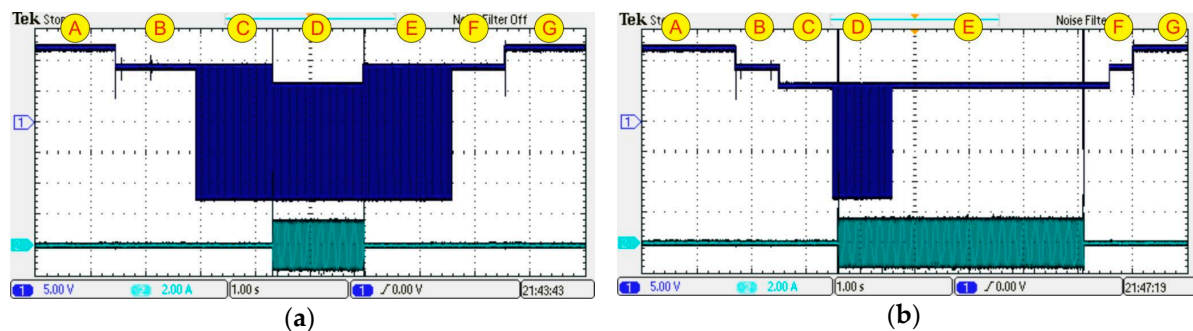 Tek Stop
Noise Filter Off
A B C D E F G
1
2
1 5.00 V 2 2.00 A 1.00 s 1 ∫ 0.00 V 21:43:43
(a)
Tek Stop
Noise Filter
A B C D E F G
1
2
1 5.00 V 2 2.00 A 1.00 s 1 ∫ 0.00 V 21:47:19
(b)